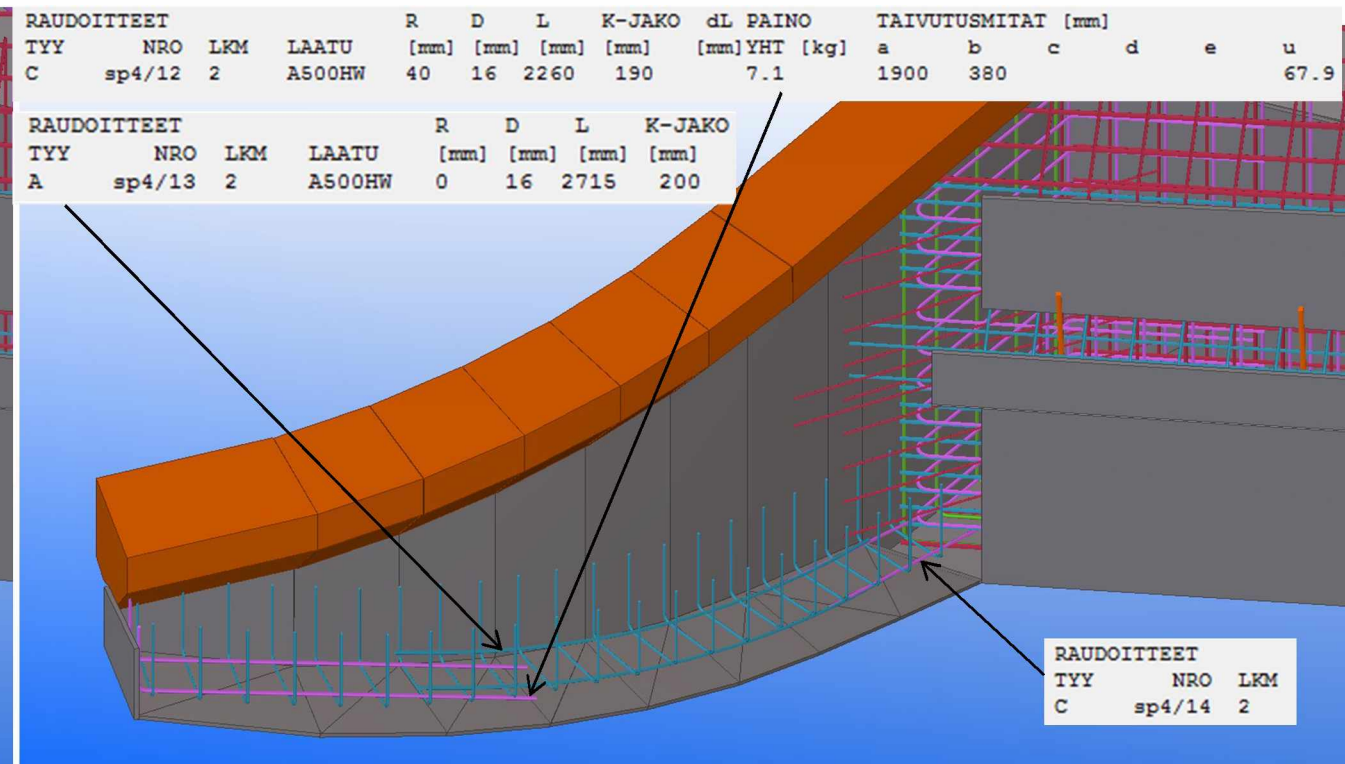 RAUDOITTEET R D L K-JAKO dL PAINO TAIVUTUSMITAT [mm]
TYY NRO LKM LAATU [mm] [mm] [mm] [mm] [mm] YHT [kg] a b c d e u
C sp4/12 2 A500HW 40 16 2260 190 7.1 1900 380 67.9
RAUDOITTEET R D L K-JAKO
TYY NRO LKM LAATU [mm] [mm] [mm] [mm]
A sp4/13 2 A500HW 0 16 2715 200
RAUDOITTEET
TYY NRO LKM
C sp4/14 2